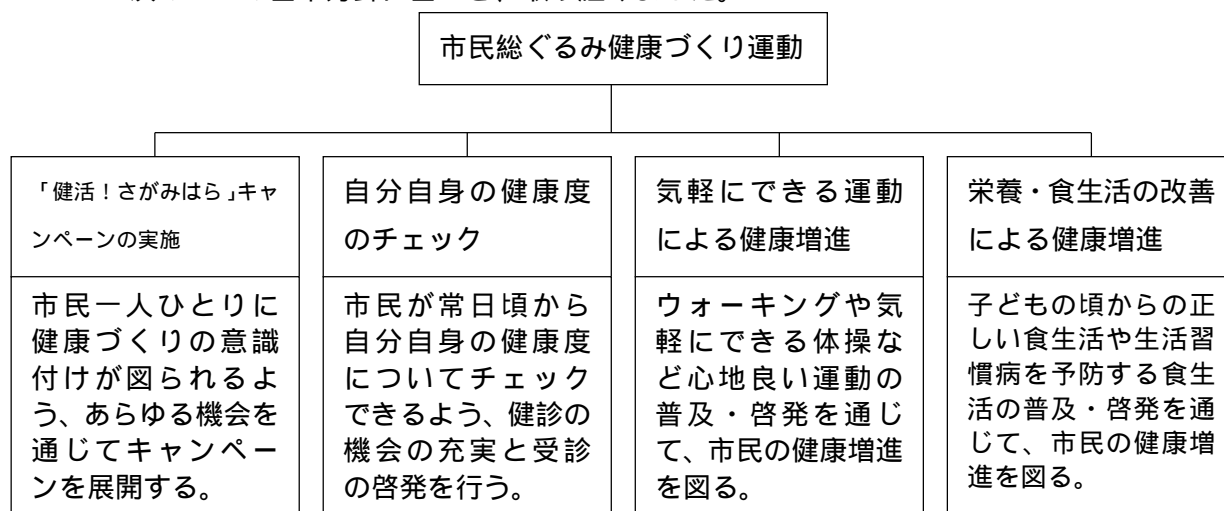 市民総ぐるみ健康づくり運動
「健活！さがみはら」キャ
ンペーンの実施
市民一人ひとりに
健康づくりの意識
付けが図られるよ
う、あらゆる機会を
通じてキャンペー
ンを展開する。
自分自身の健康度
のチェック
市民が常日頃から
自分自身の健康度
についてチェック
できるよう、健診の
機会の充実と受診
の啓発を行う。
気軽にできる運動
による健康増進
ウォーキングや気
軽にできる体操な
ど心地良い運動の
普及・啓発を通じ
て、市民の健康増進
を図る。
栄養・食生活の改善
による健康増進
子どもの頃からの正
しい食生活や生活習
慣病を予防する食生
活の普及・啓発を通
じて、市民の健康増
進を図る。